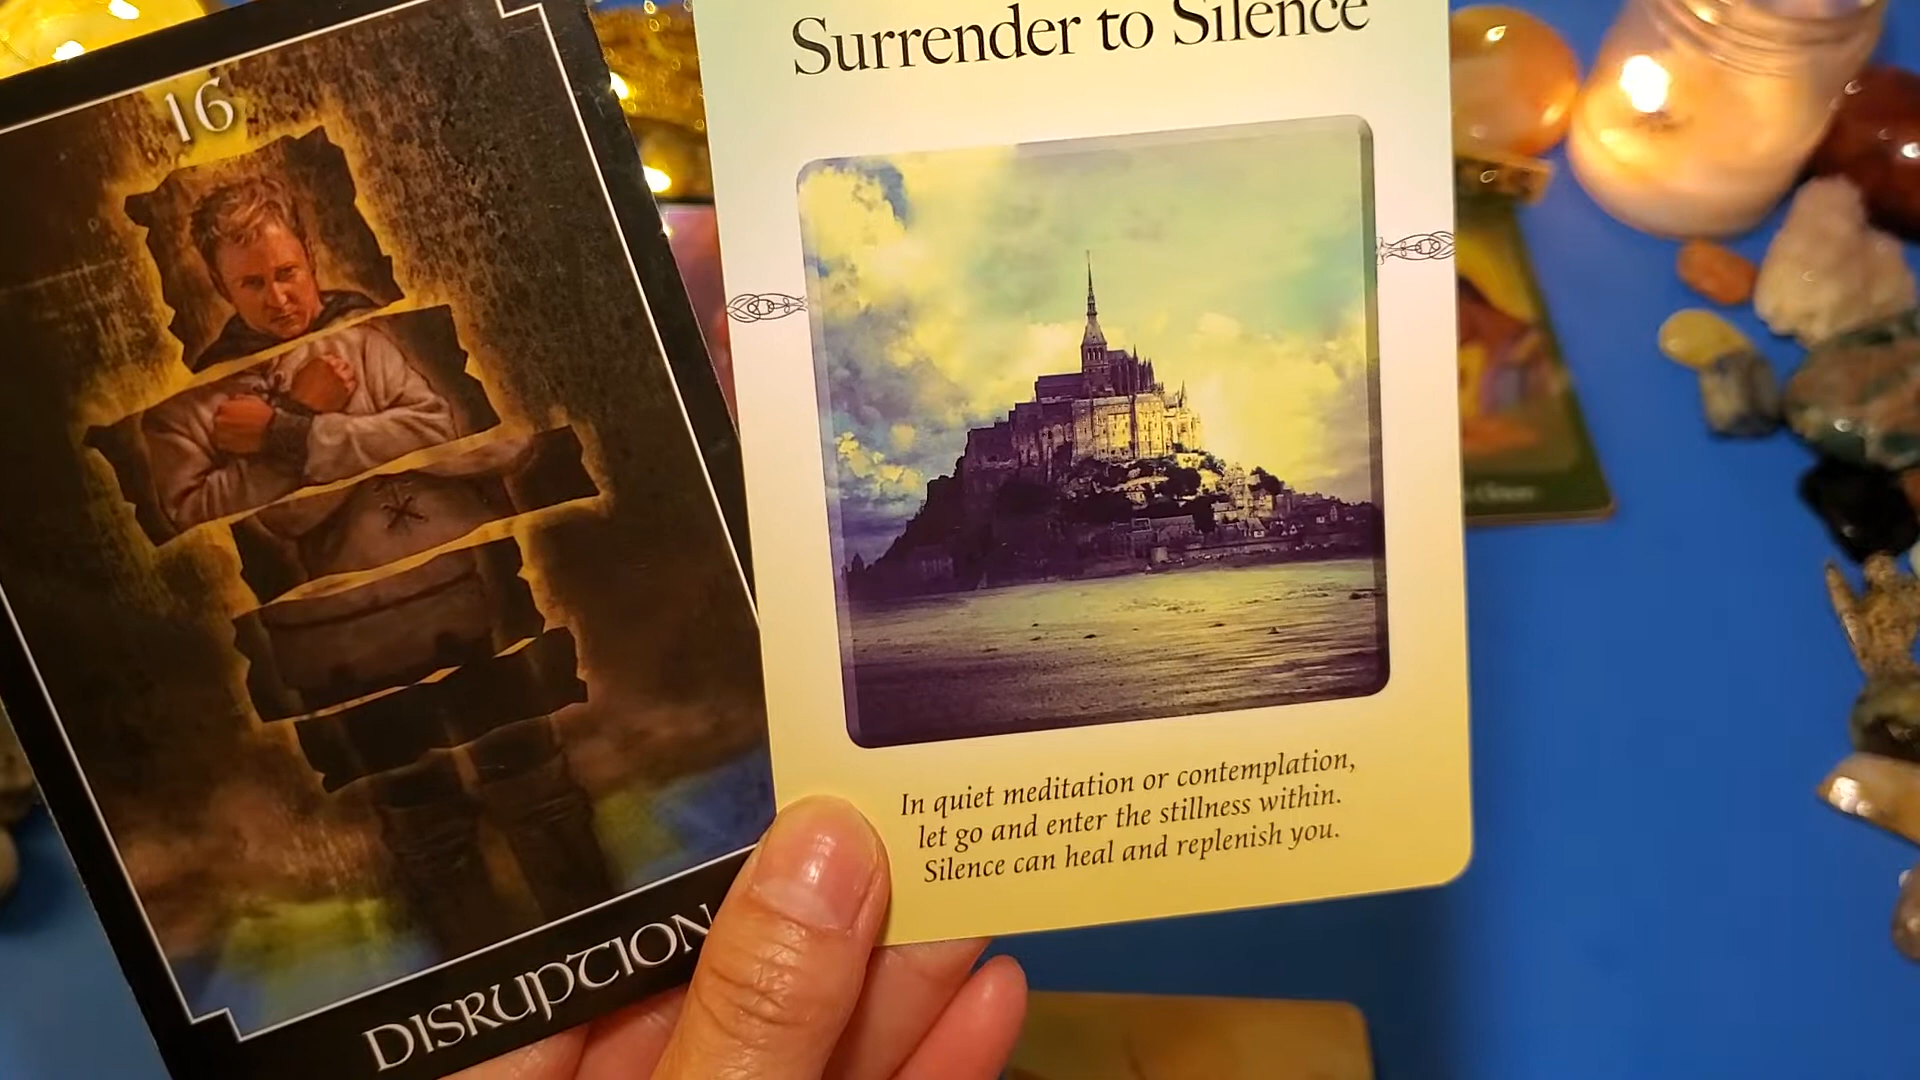 16
DISRUPTION
Surrender to Silence
In quiet meditation or contemplation,
let go and enter the stillness within.
Silence can heal and replenish you.